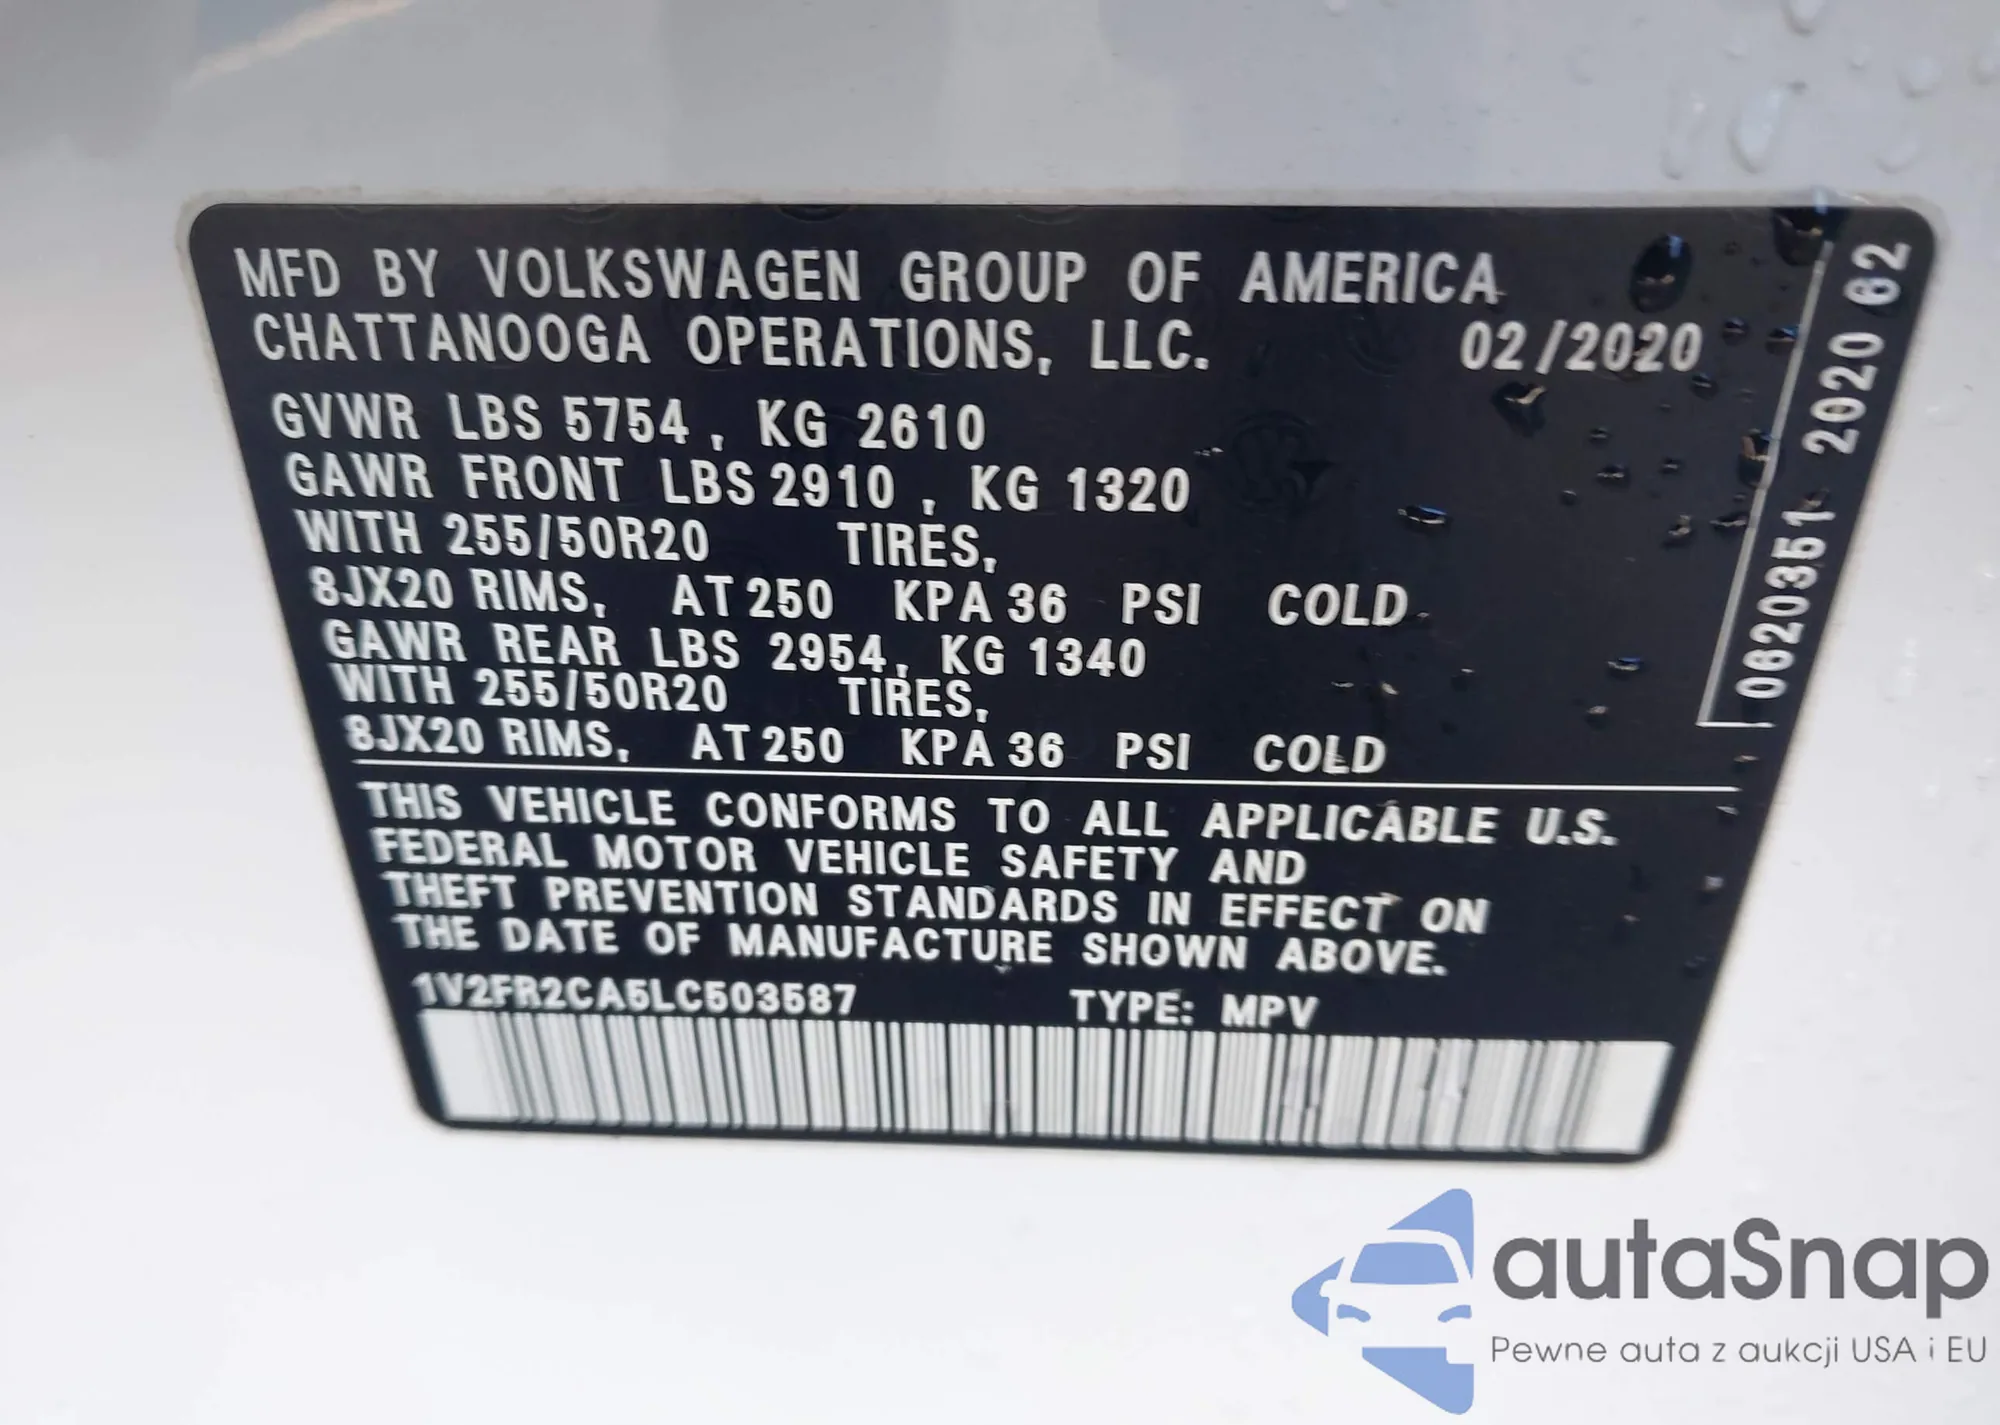 MFD BY VOLKSWAGEN GROUP OF AMERICA
CHATTANOOGA OPERATIONS, LLC. 02/2020
GVWR LBS 5754, KG 2610
GAWR FRONT LBS 2910, KG 1320
WITH 255/50R20 TIRES,
8JX20 RIMS, AT 250 KPA 36 PSI COLD
GAWR REAR LBS 2954, KG 1340
WITH 255/50R20 TIRES,
8JX20 RIMS, AT 250 KPA 36 PSI COLD
THIS VEHICLE CONFORMS TO ALL APPLICABLE U.S.
FEDERAL MOTOR VEHICLE SAFETY AND
THEFT PREVENTION STANDARDS IN EFFECT ON
THE DATE OF MANUFACTURE SHOWN ABOVE.
1V2FR2CA5LC503587 TYPE: MPV
0620351 2020 62
autaSnap
Pewne auta z aukcji USA i EU